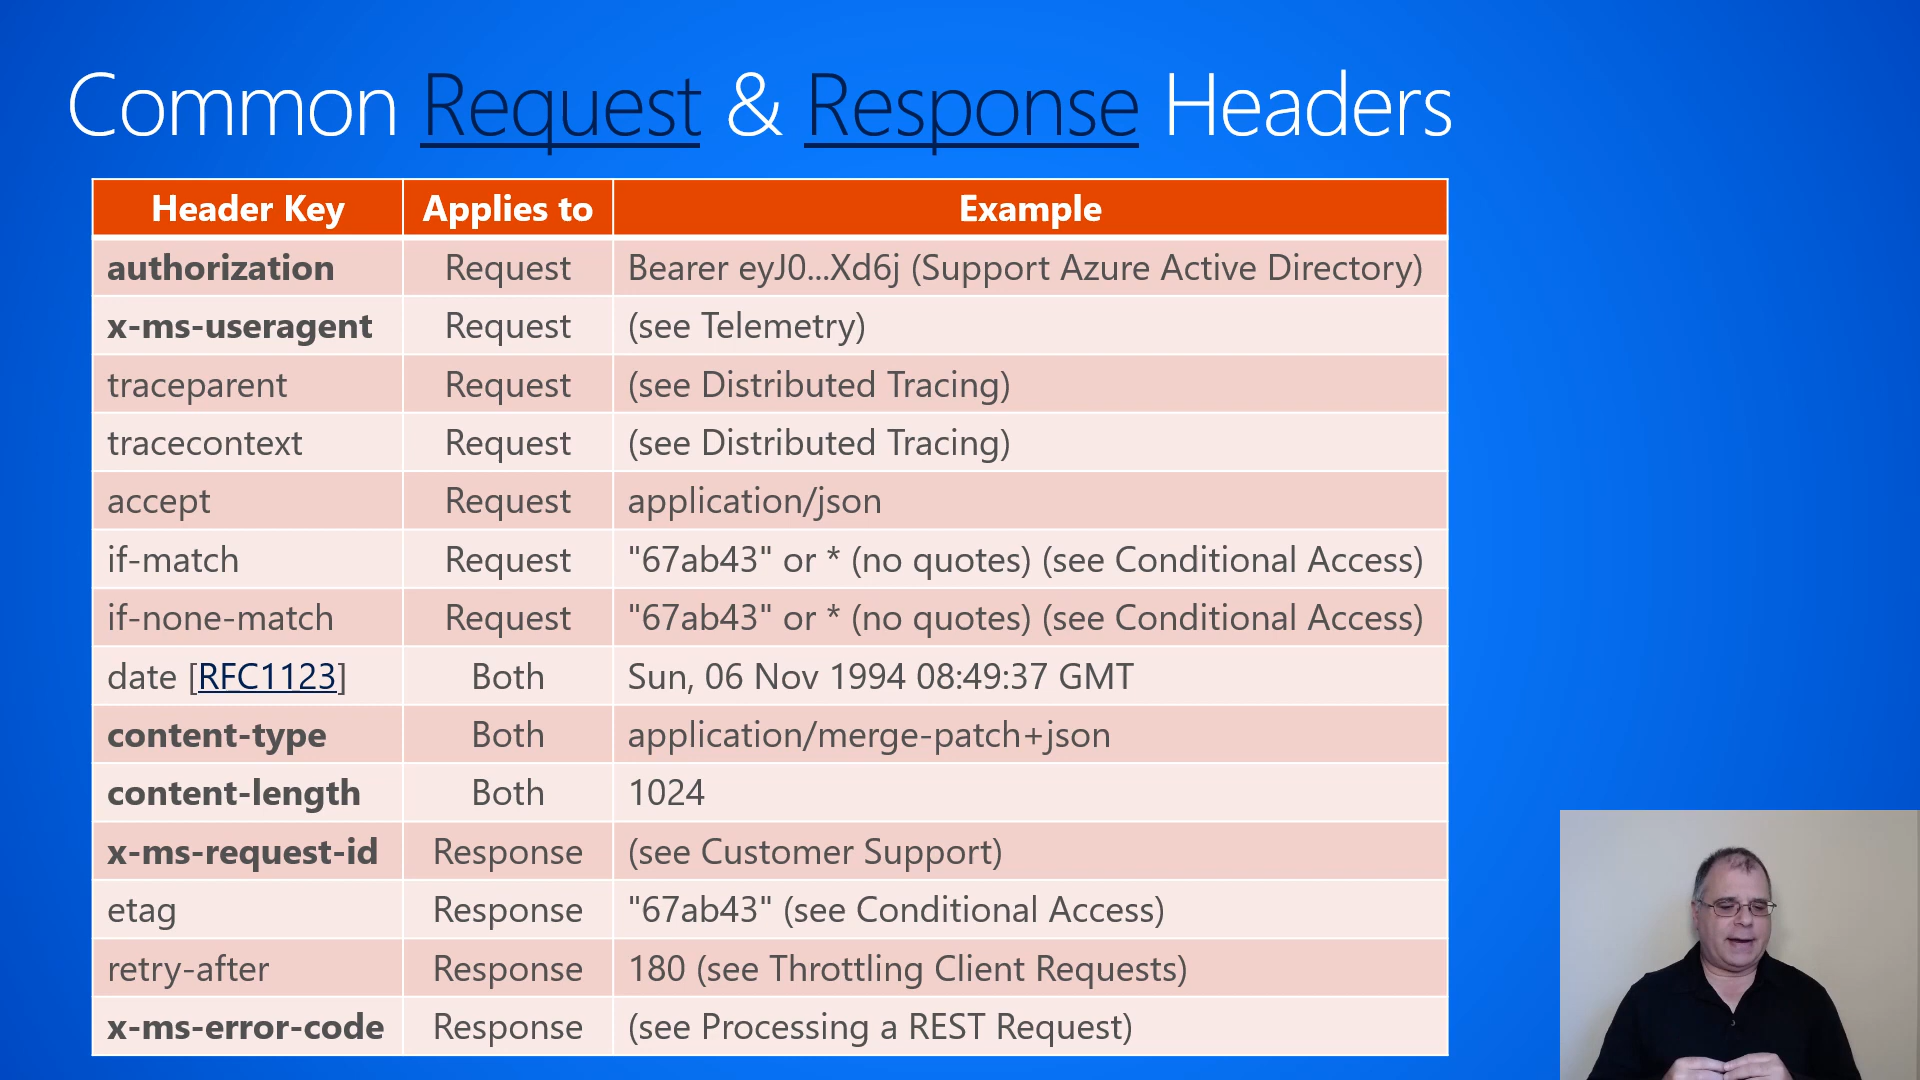 Common Request & Response Headers
Header Key Applies to Example
authorization Request Bearer eyJ0...Xd6j (Support Azure Active Directory)
x-ms-useragent Request (see Telemetry)
traceparent Request (see Distributed Tracing)
tracecontext Request (see Distributed Tracing)
accept Request application/json
if-match Request "67ab43" or * (no quotes) (see Conditional Access)
if-none-match Request "67ab43" or * (no quotes) (see Conditional Access)
date [RFC1123] Both Sun, 06 Nov 1994 08:49:37 GMT
content-type Both application/merge-patch+json
content-length Both 1024
x-ms-request-id Response (see Customer Support)
etag Response "67ab43" (see Conditional Access)
retry-after Response 180 (see Throttling Client Requests)
x-ms-error-code Response (see Processing a REST Request)